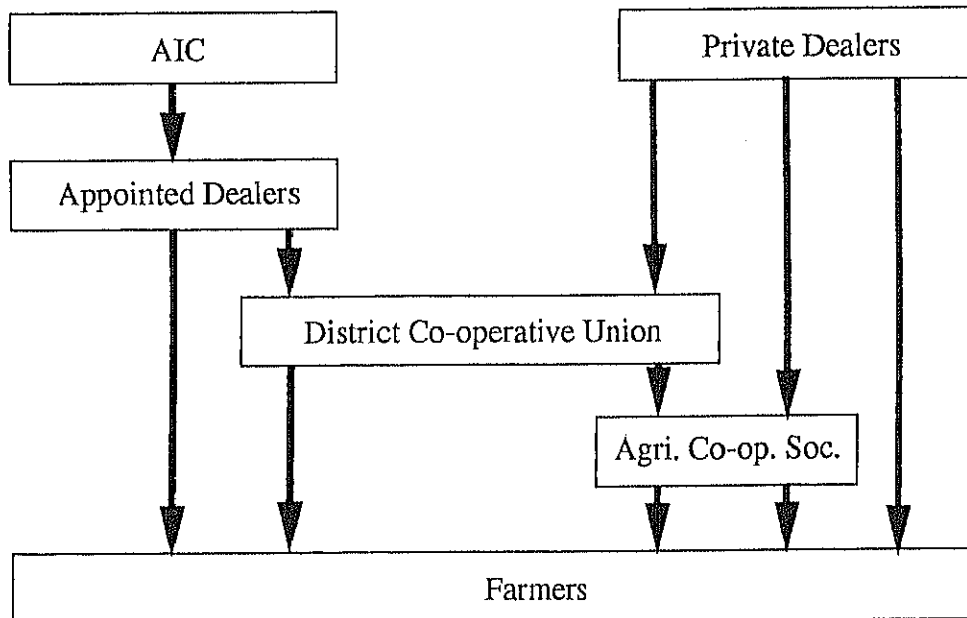 AIC
Private Dealers
Appointed Dealers
District Co-operative Union
Agri. Co-op. Soc.
Farmers